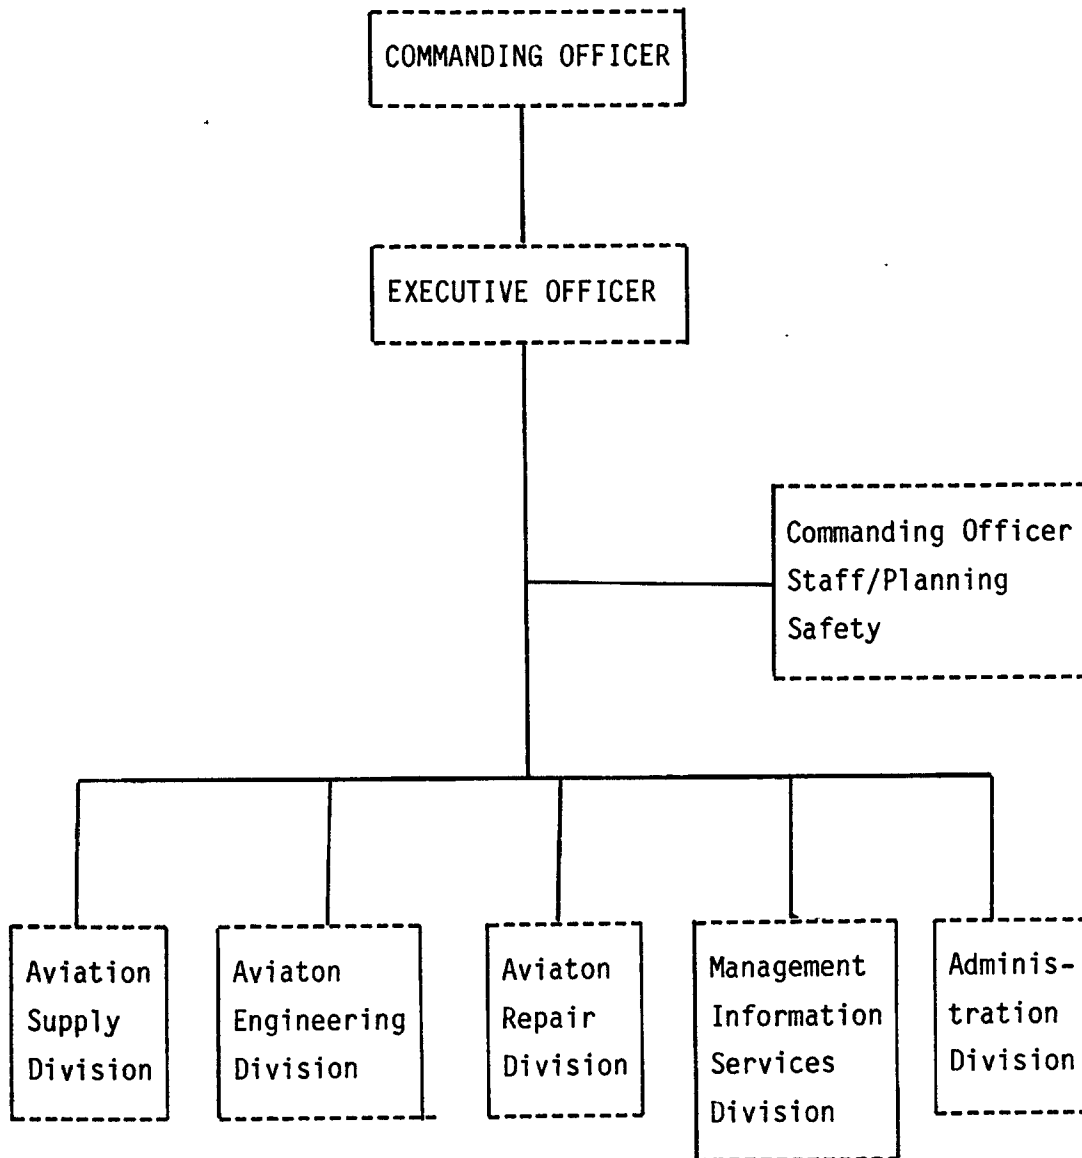 COMMANDING OFFICER
EXECUTIVE OFFICER
Commanding Officer
Staff/Planning
Safety
Aviation
Supply
Division
Aviaton
Engineering
Division
Aviaton
Repair
Division
Management
Information
Services
Division
Adminis-
tration
Division